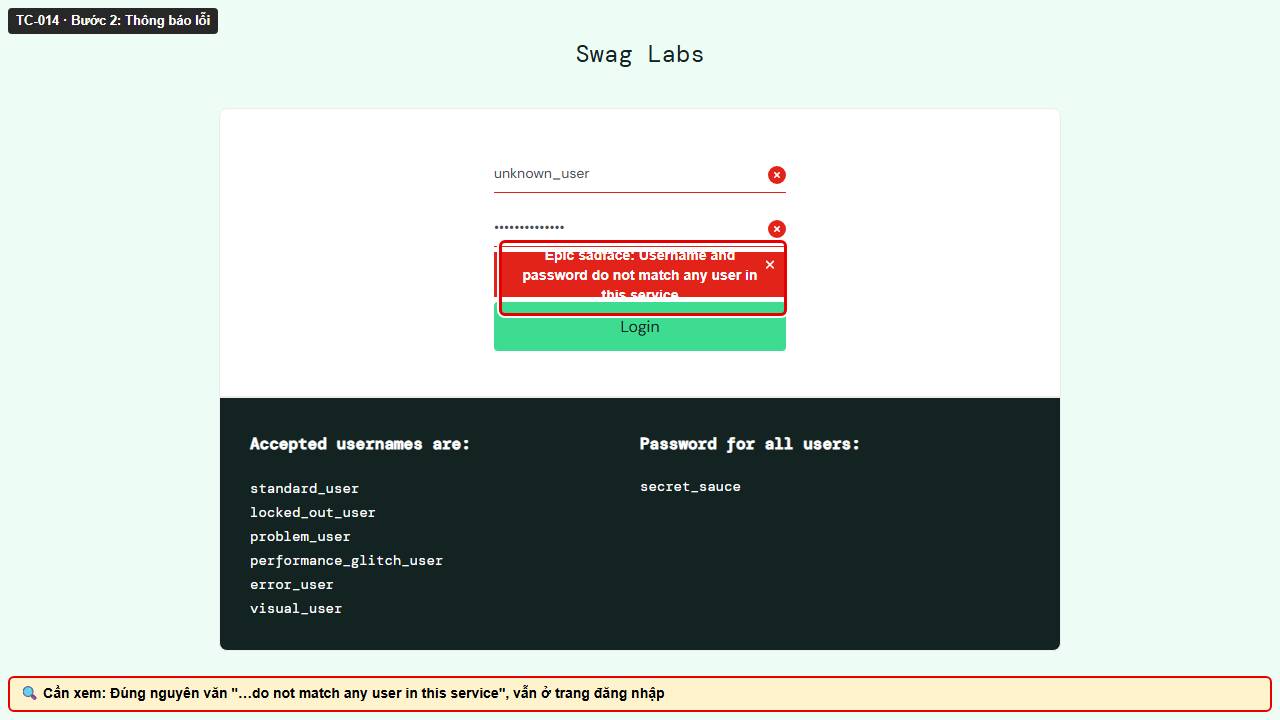 TC-014 · Bước 2: Thông báo lỗi
Swag Labs
unknown_user
••••••••••••••
Epic sadface: Username and
password do not match any user in
this service
Login
Accepted usernames are:
standard_user
locked_out_user
problem_user
performance_glitch_user
error_user
visual_user
Password for all users:
secret_sauce
🔍 Cần xem: Đúng nguyên văn "...do not match any user in this service", vẫn ở trang đăng nhập